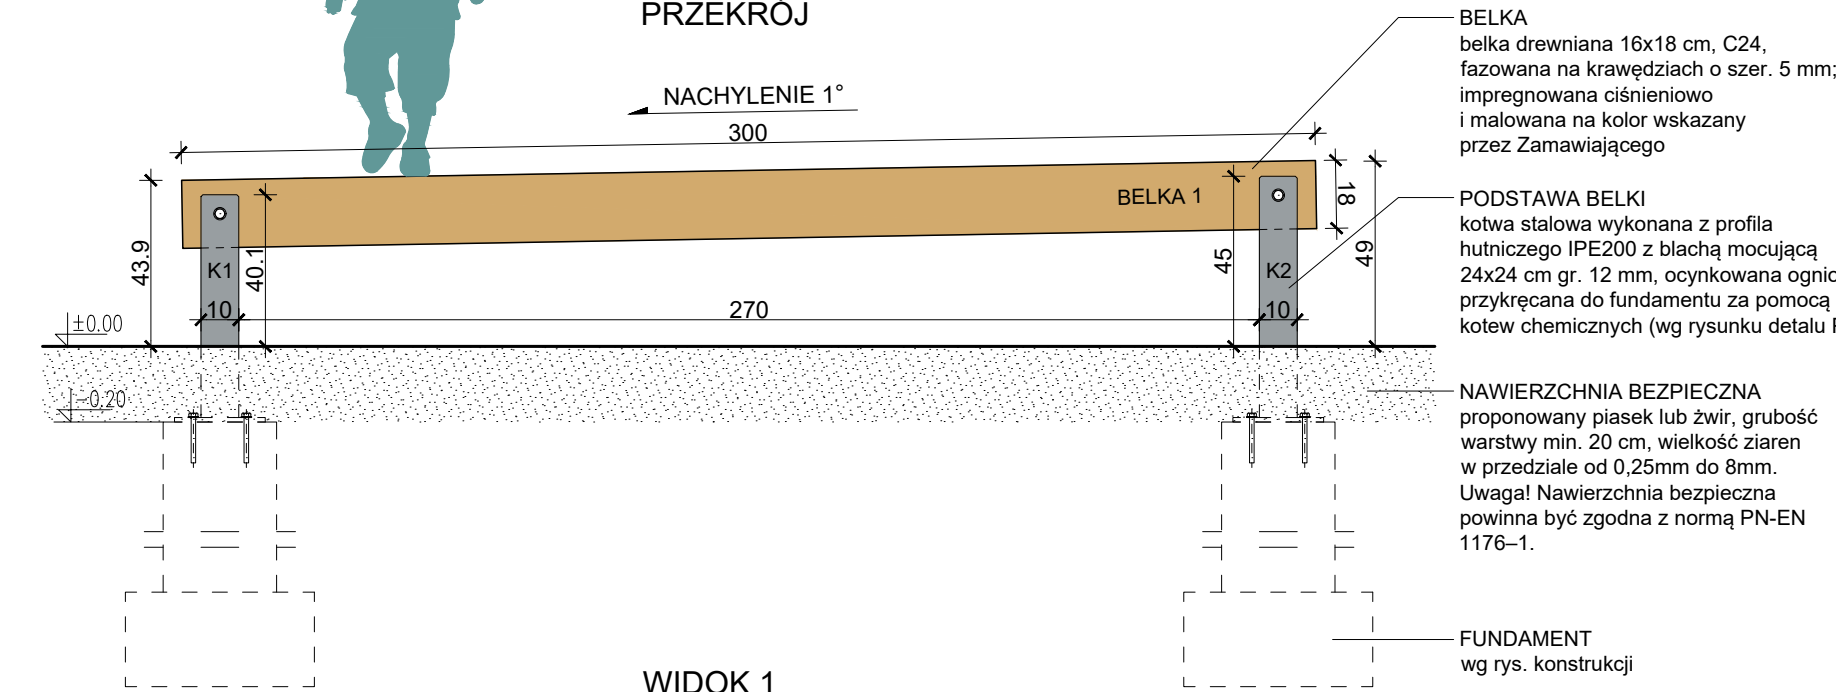 PRZEKRÓJ
NACHYLENIE 1°
300
BELKA 1
18
43.9
K1
40.1
10
270
45
K2
10
49
±0.00
-0.20
BELKA
belka drewniana 16x18 cm, C24,
fazowana na krawędziach o szer. 5 mm;
impregnowana ciśnieniowo
i malowana na kolor wskazany
przez Zamawiającego
PODSTAWA BELKI
kotwa stalowa wykonana z profila
hutniczego IPE200 z blachą mocującą
24x24 cm gr. 12 mm, ocynkowana ognio
przykręcana do fundamentu za pomocą
kotew chemicznych (wg rysunku detalu
NAWIERZCHNIA BEZPIECZNA
proponowany piasek lub żwir, grubość
warstwy min. 20 cm, wielkość ziaren
w przedziale od 0,25mm do 8mm.
Uwaga! Nawierzchnia bezpieczna
powinna być zgodna z normą PN-EN
1176–1.
FUNDAMENT
wg rys. konstrukcji
WIDOK 1